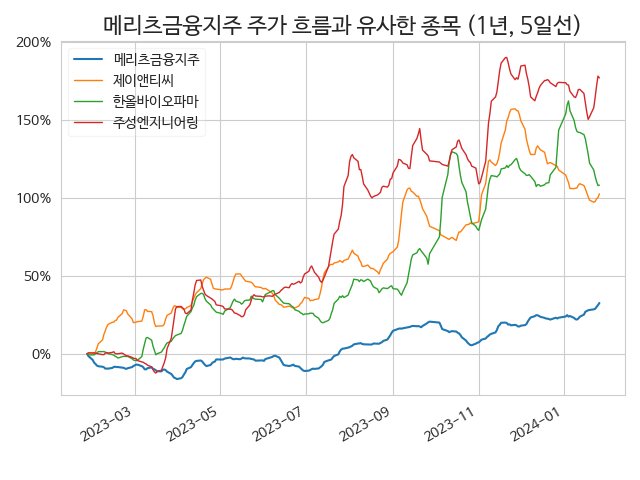 메리츠금융지주 주가 흐름과 유사한 종목 (1년, 5일선)
200%
150%
100%
50%
0%
메리츠금융지주
제이앤티씨
한올바이오파마
주성엔지니어링
2023-03
2023-05
2023-07
2023-09
2023-11
2024-01